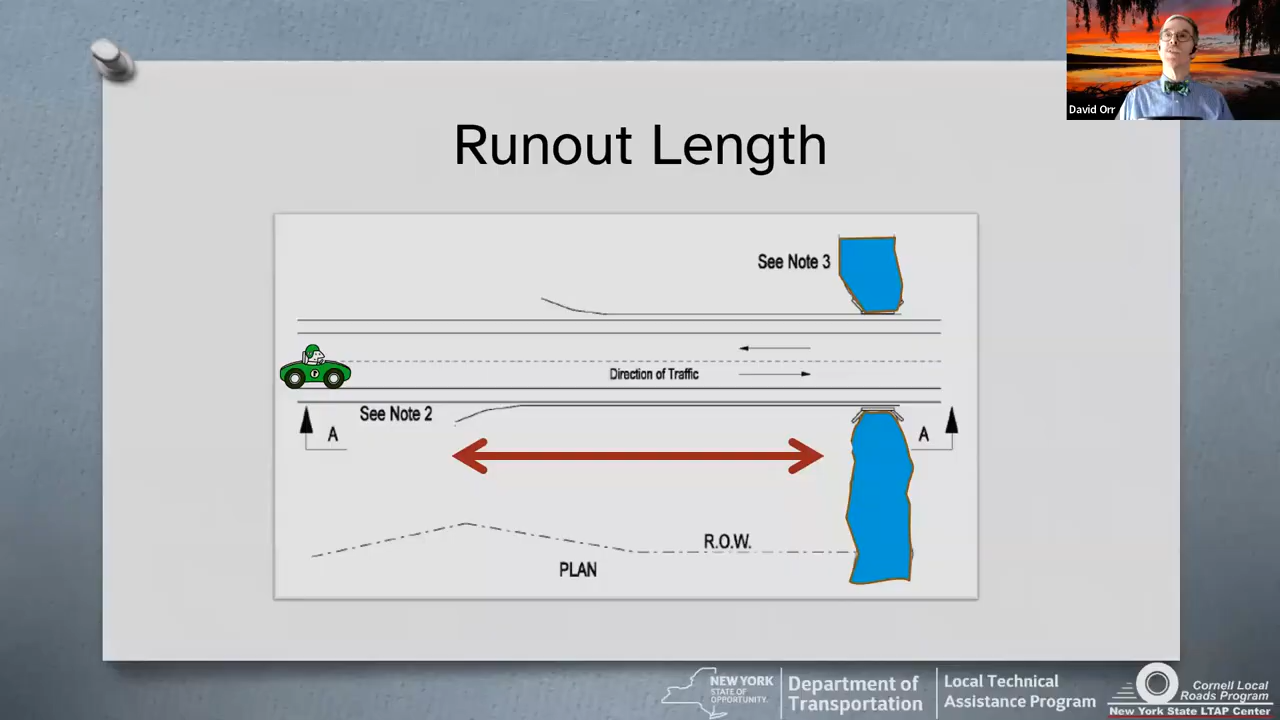 David Orr
Runout Length
See Note 3
Direction of Traffic
See Note 2
A
A
R.O.W.
PLAN
NEW YORK
STATE OF
OPPORTUNITY.
Department of
Transportation
Local Technical
Assistance Program
Cornell Local
Roads Program
New York State LTAP Center